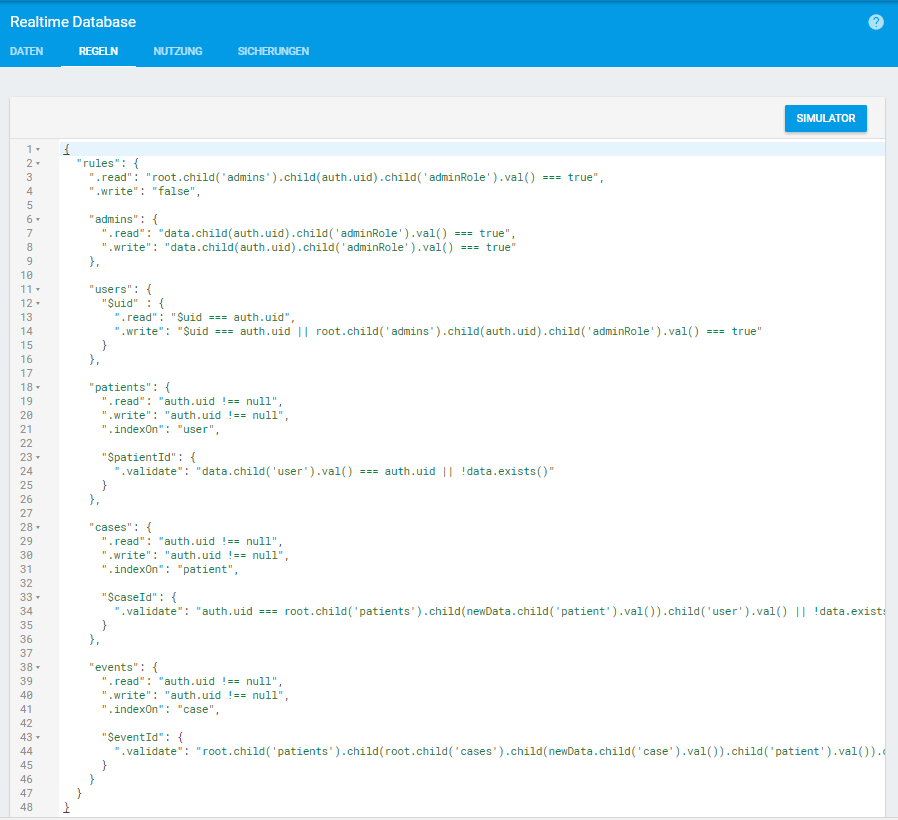 Realtime Database
?
DATEN REGELN NUTZUNG SICHERUNGEN
SIMULATOR
1 {
2 "rules": {
3 ".read": "root.child('admins').child(auth.uid).child('adminRole').val() === true",
4 ".write": "false",
5
6 "admins": {
7 ".read": "data.child(auth.uid).child('adminRole').val() === true",
8 ".write": "data.child(auth.uid).child('adminRole').val() === true"
9 },
10
11 "users": {
12 "$uid" : {
13 ".read": "$uid === auth.uid",
14 ".write": "$uid === auth.uid || root.child('admins').child(auth.uid).child('adminRole').val() === true"
15 }
16 },
17
18 "patients": {
19 ".read": "auth.uid !== null",
20 ".write": "auth.uid !== null",
21 ".indexOn": "user",
22
23 "$patientId": {
24 ".validate": "data.child('user').val() === auth.uid || !data.exists()"
25 }
26 },
27
28 "cases": {
29 ".read": "auth.uid !== null",
30 ".write": "auth.uid !== null",
31 ".indexOn": "patient",
32
33 "$caseId": {
34 ".validate": "auth.uid === root.child('patients').child(newData.child('patient').val()).child('user').val() || !data.exists
35 }
36 },
37
38 "events": {
39 ".read": "auth.uid !== null",
40 ".write": "auth.uid !== null",
41 ".indexOn": "case",
42
43 "$eventId": {
44 ".validate": "root.child('patients').child(root.child('cases').child(newData.child('case').val()).child('patient').val()).c
45 }
46 }
47 }
48 }